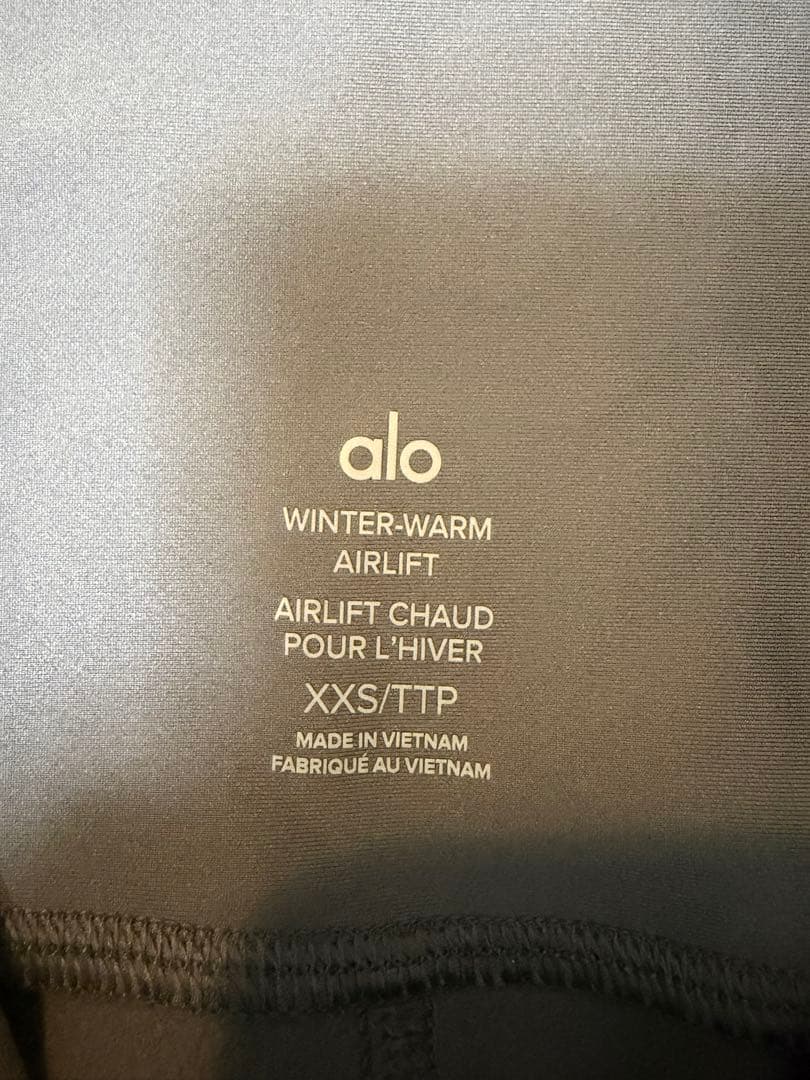 alo
WINTER-WARM
AIRLIFT
AIRLIFT CHAUD
POUR L'HIVER
XXS/TTP
MADE IN VIETNAM
FABRIQUÉ AU VIETNAM